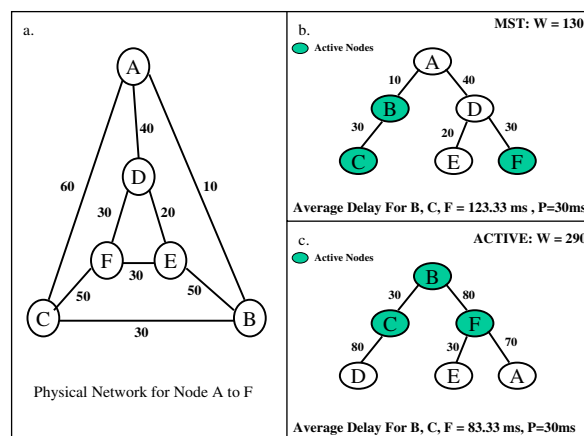 a.
A
40
D
60
10
30
20
F
30
E
50
50
C
B
30
Physical Network for Node A to F
b.
MST: W = 130
Active Nodes
A
10
40
B
D
30
20
30
C
E
F
Average Delay For B, C, F = 123.33 ms , P=30ms
c.
ACTIVE: W = 290
Active Nodes
B
30
80
C
F
80
30
70
D
E
A
Average Delay For B, C, F = 83.33 ms, P=30ms